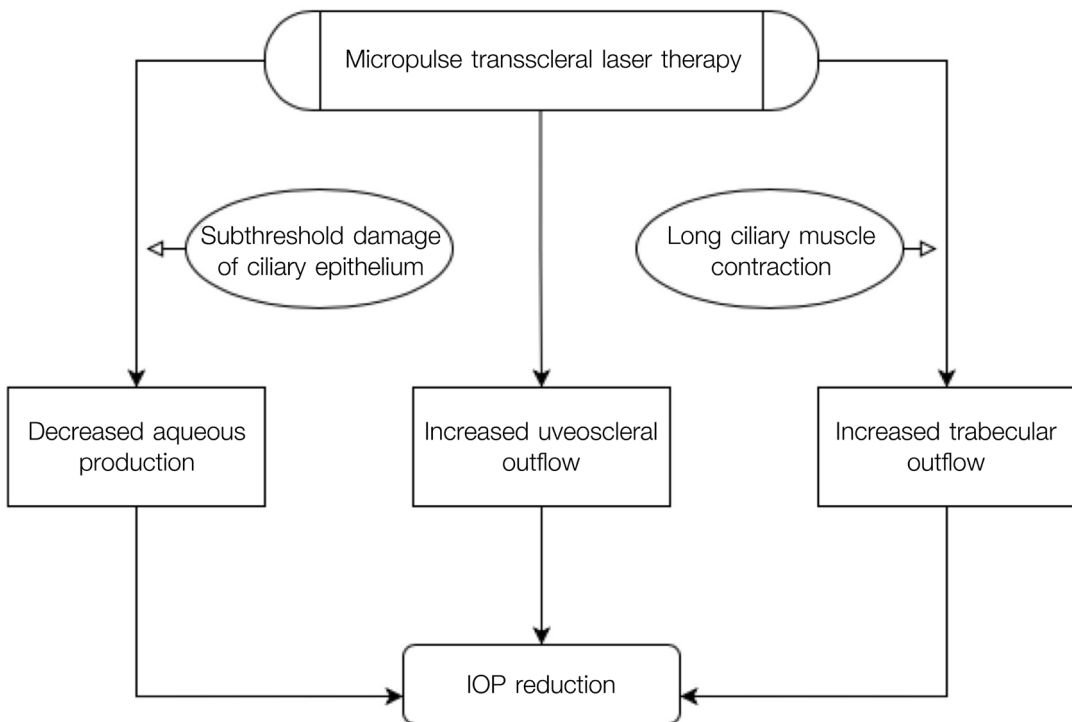 Micropulse transscleral laser therapy
Subthreshold damage
of ciliary epithelium
Long ciliary muscle
contraction
Decreased aqueous
production
Increased uveoscleral
outflow
Increased trabecular
outflow
IOP reduction